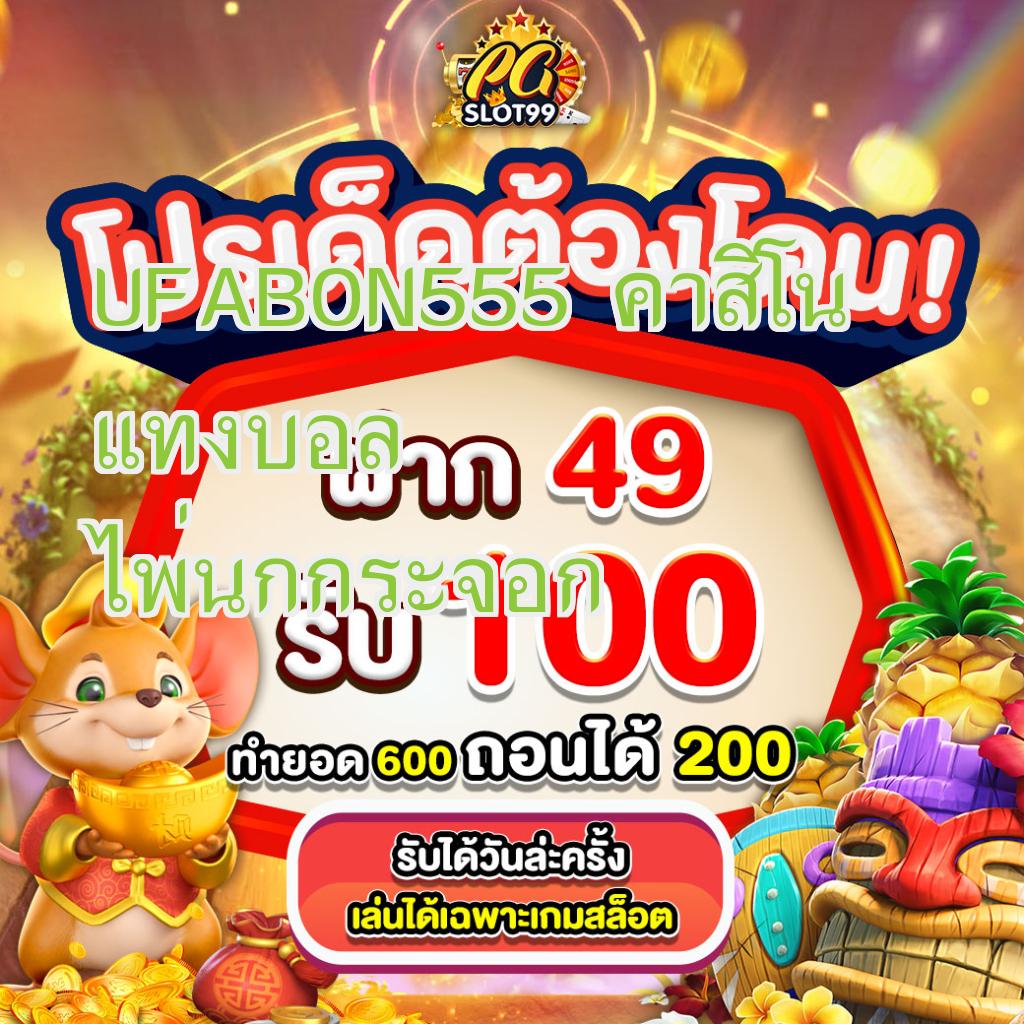 PG
SLOT99
โปรเด็ดต้องโดน!
UFABON555 คาสิโน
แทงบอล
ฝาก 49
ไพ่นกกระจอก
รับ 100
ทำยอด 600 ถอนได้ 200
รับได้วันล่ะครั้ง
เล่นได้เฉพาะเกมสล็อต